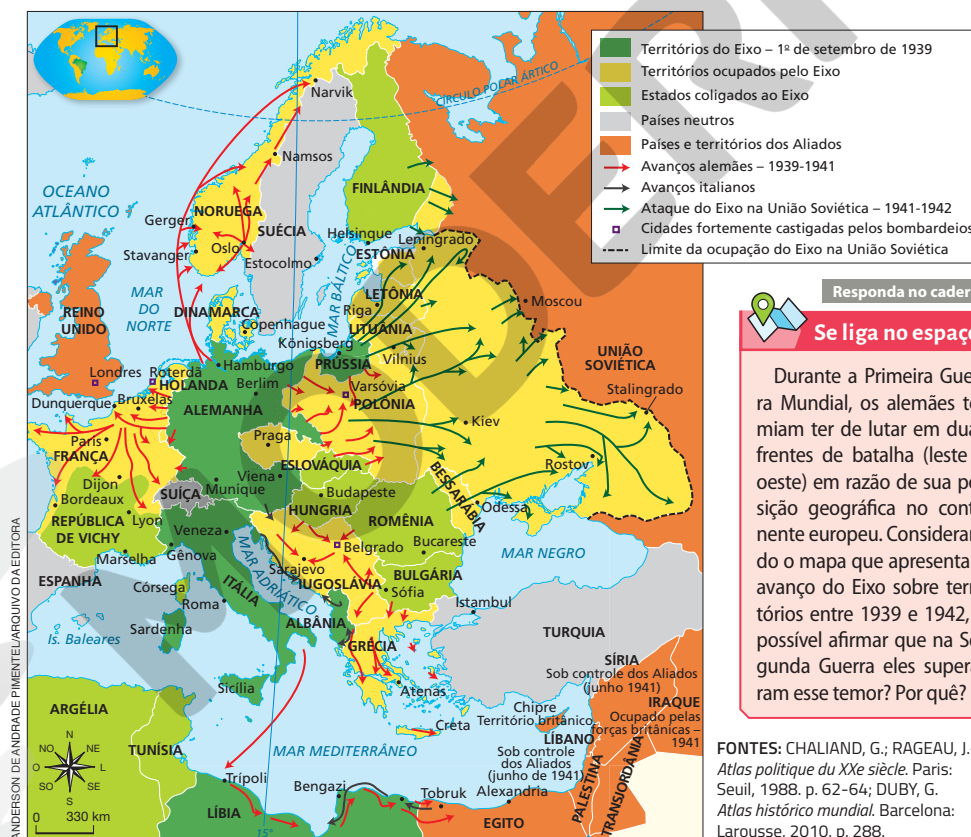 Territórios do Eixo – 1º de setembro de 1939
Territórios ocupados pelo Eixo
Estados coligados ao Eixo
Países neutros
Países e territórios dos Aliados
Avanços alemães – 1939-1941
Avanços italianos
Ataque do Eixo na União Soviética – 1941-1942
Cidades fortemente castigadas pelos bombardeios
Limite da ocupação do Eixo na União Soviética
CÍRCULO POLAR ÁRTICO
Narvik
Namsos
OCEANO
ATLÂNTICO
FINLÂNDIA
Gerger
NORUEGA
SUÉCIA
Helsinque
Leningrado
Stavanger
Oslo
Estocolmo
ESTÔNIA
MAR BÁLTICO
MAR
DO
NORTE
LETÔNIA
Riga
Moscou
REINO
UNIDO
DINAMARCA
Copenhague
LITUÂNIA
Königsberg
Vilnius
PRÚSSIA
UNIÃO
SOVIÉTICA
Londres
Roterdã
Hamburgo
HOLANDA
Berlim
Varsóvia
Stalingrado
Dunquerque
Bruxelas
ALEMANHA
POLÔNIA
Kiev
Paris
FRANÇA
Praga
ESLOVÁQUIA
Rostov
Dijon
Viena
BESSARÁBIA
Bordeaux
SUÍÇA
Munique
Budapeste
HUNGRIA
Odessa
REPÚBLICA
DE VICHY
Lyon
Veneza
ROMÊNIA
Belgrado
Bucareste
MAR NEGRO
Marselha
Gênova
MAR ADRIÁTICO
Sarajevo
IUGOSLÁVIA
BULGÁRIA
Sófia
ESPANHA
Córsega
ITÁLIA
Roma
Istambul
Is. Baleares
Sardenha
ALBÂNIA
TURQUIA
GRÉCIA
SÍRIA
Sob controle dos Aliados
(junho 1941)
Sicília
Atenas
IRAQUE
Ocupado pelas
forças britânicas –
1941
ARGÉLIA
Creta
Chipre
Território britânico
TUNÍSIA
MAR MEDITERRÂNEO
LÍBANO
Sob controle
dos Aliados
(junho de 1941)
PALESTINA
TRANSJORDÂNIA
Trípoli
Bengazi
Tobruk
Alexandria
LÍBIA
EGITO
15°
N
NO
NE
O
L
SO
SE
S
0
330 km
ANDERSON DE ANDRADE PIMENTEL/ARQUIVO DA EDITORA
Responda no cader
Se liga no espaço
Durante a Primeira Guer-
ra Mundial, os alemães te-
miam ter de lutar em dua
frentes de batalha (leste
oeste) em razão de sua po
sição geográfica no conti
nente europeu. Consideran
do o mapa que apresenta
avanço do Eixo sobre terri
tórios entre 1939 e 1942,
possível afirmar que na Se
gunda Guerra eles supera
ram esse temor? Por quê?
FONTES: CHALIAND, G.; RAGEAU, J.-
Atlas politique du XXe siècle. Paris:
Seuil, 1988. p. 62-64; DUBY, G.
Atlas histórico mundial. Barcelona:
Larousse, 2010. p. 288.